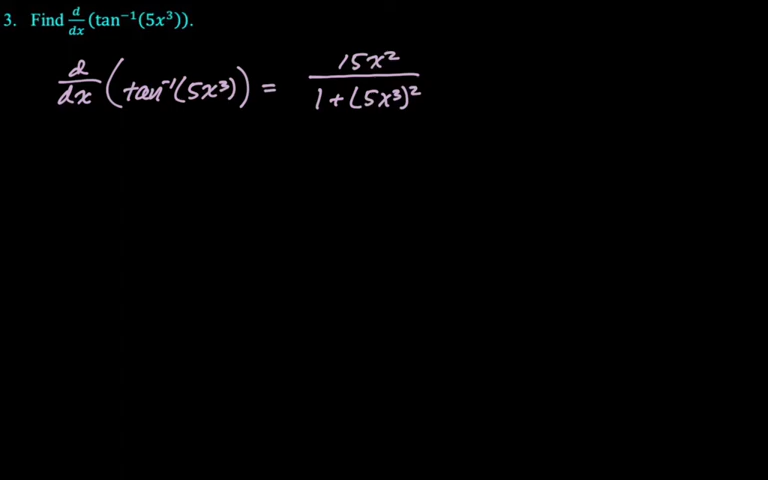 3. Find d/dx (tan⁻¹(5x³)).
d/dx (tan⁻¹(5x³)) = 15x² / 1 + (5x³)²